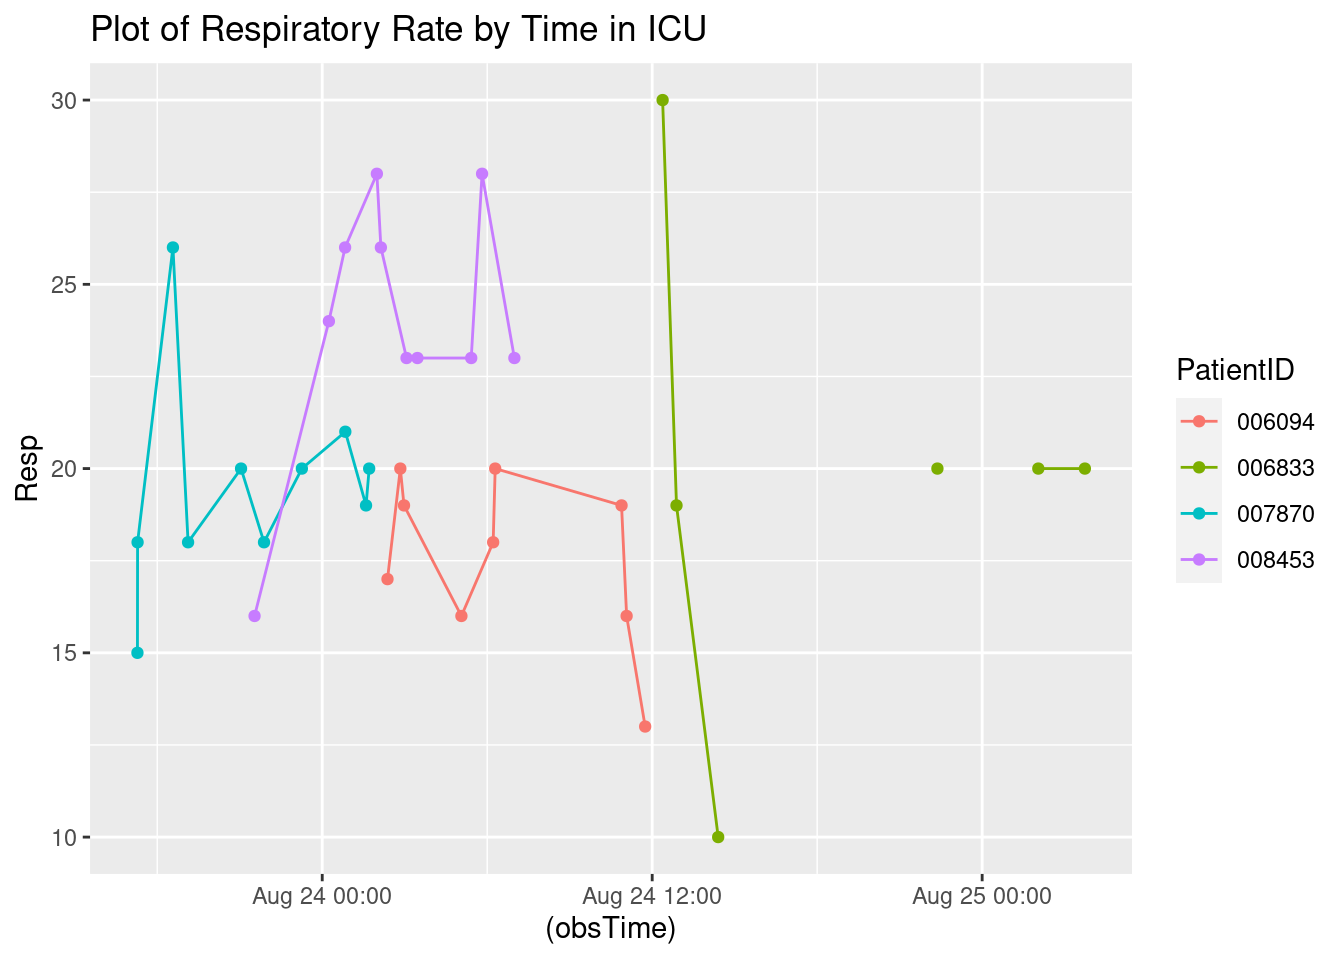 Plot of Respiratory Rate by Time in ICU
30
25
20
15
10
Resp
Aug 24 00:00
Aug 24 12:00
Aug 25 00:00
(obsTime)
PatientID
006094
006833
007870
008453